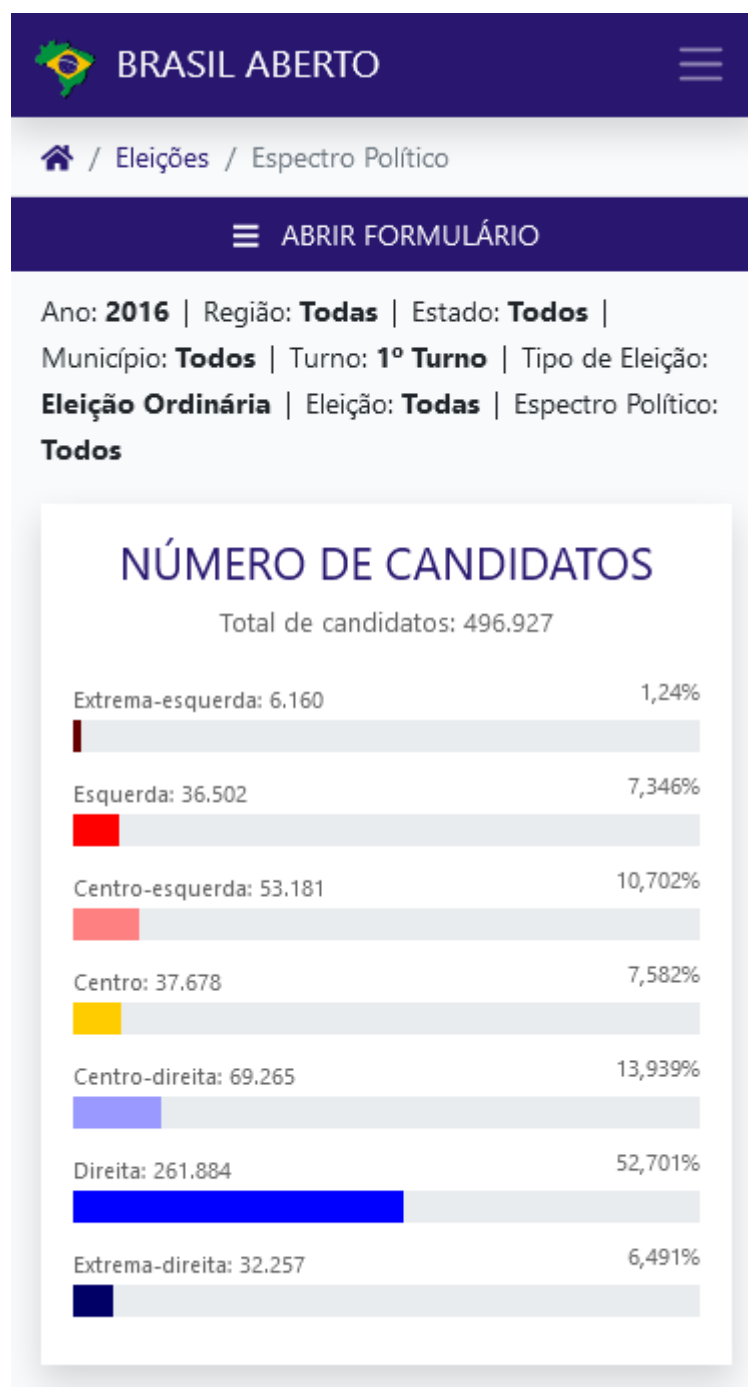 BRASIL ABERTO
/ Eleições / Espectro Político
ABRIR FORMULÁRIO
Ano: 2016 | Região: Todas | Estado: Todos |
Município: Todos | Turno: 1º Turno | Tipo de Eleição:
Eleição Ordinária | Eleição: Todas | Espectro Político:
Todos
NÚMERO DE CANDIDATOS
Total de candidatos: 496.927
Extrema-esquerda: 6.160 1,24%
Esquerda: 36.502 7,346%
Centro-esquerda: 53.181 10,702%
Centro: 37.678 7,582%
Centro-direita: 69.265 13,939%
Direita: 261.884 52,701%
Extrema-direita: 32.257 6,491%